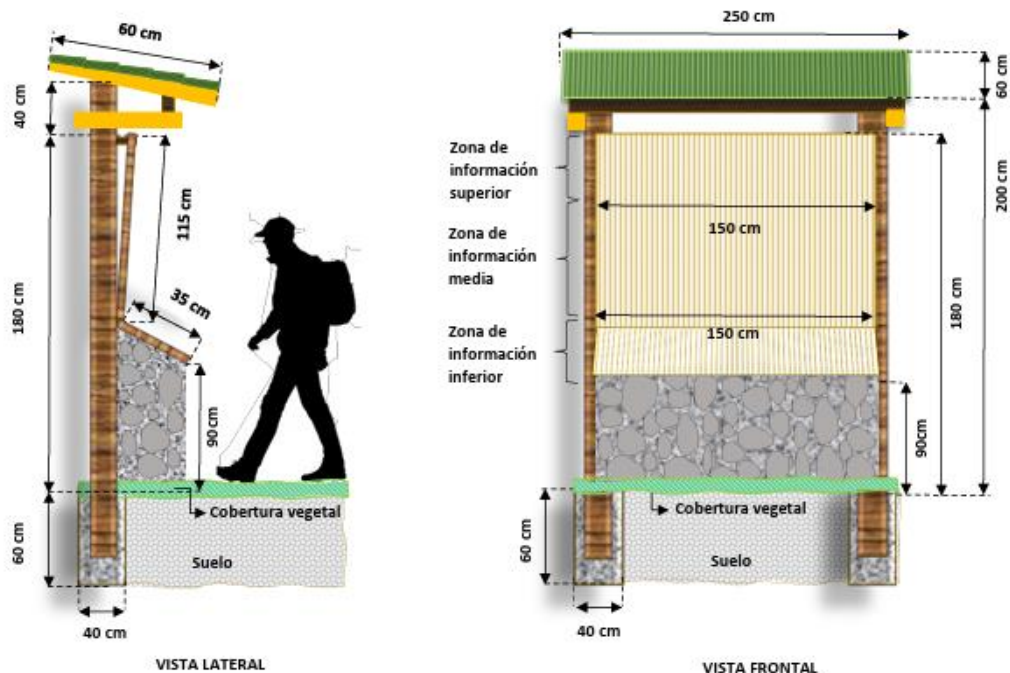 60 cm
40 cm
115 cm
35 cm
180 cm
90cm
Cobertura vegetal
60 cm
Suelo
40 cm
VISTA LATERAL
250 cm
60 cm
Zona de
información
superior
150 cm
200 cm
Zona de
información
media
180 cm
150 cm
Zona de
información
inferior
90cm
Cobertura vegetal
60 cm
Suelo
40 cm
VISTA FRONTAL